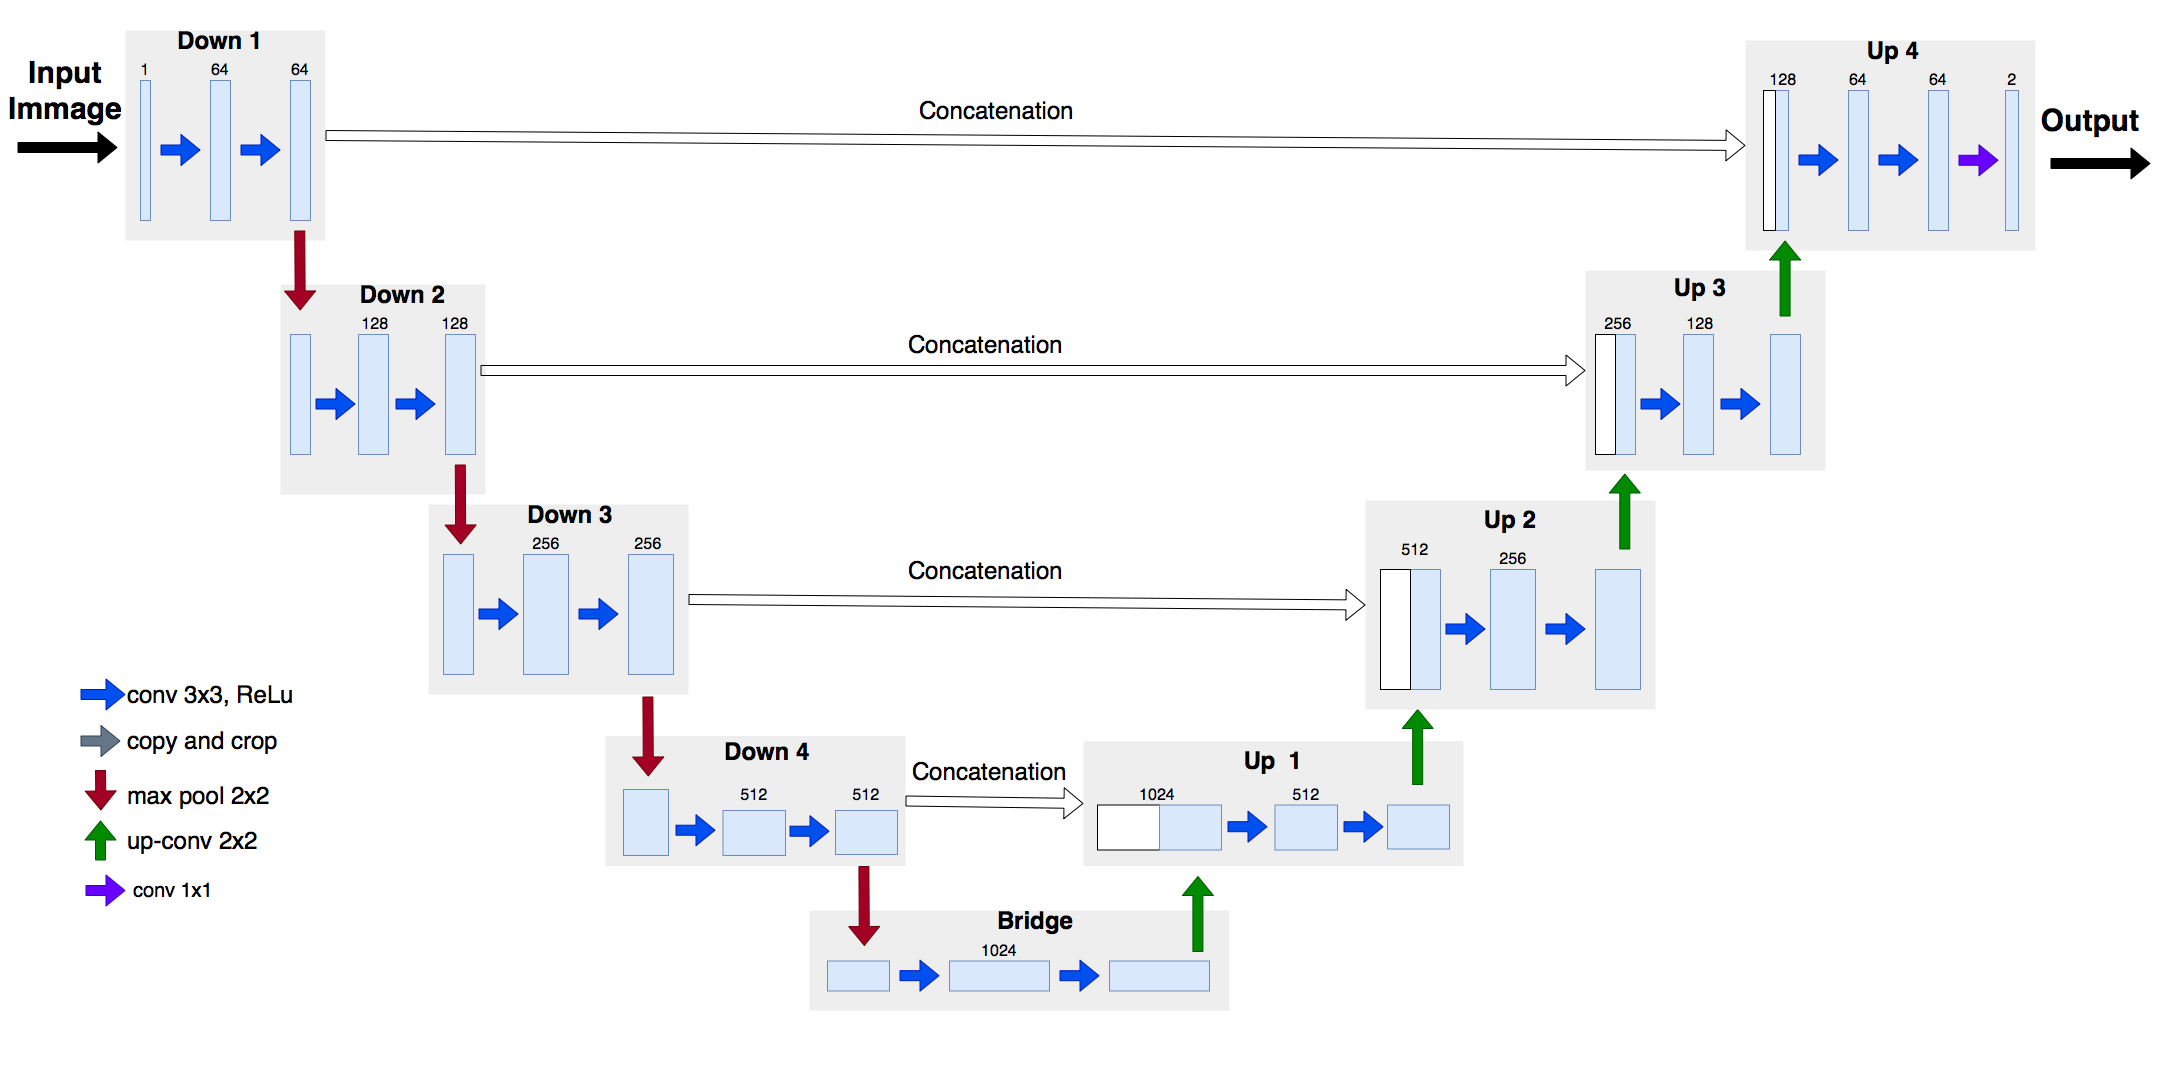 Down 1
1 64 64
Input
Immage
Concatenation
Up 4
128 64 64 2
Output
Down 2
128 128
Concatenation
Up 3
256 128
Down 3
256 256
Concatenation
Up 2
512 256
Down 4
512 512
Concatenation
Up 1
1024 512
Bridge
1024
conv 3x3, ReLu
copy and crop
max pool 2x2
up-conv 2x2
conv 1x1